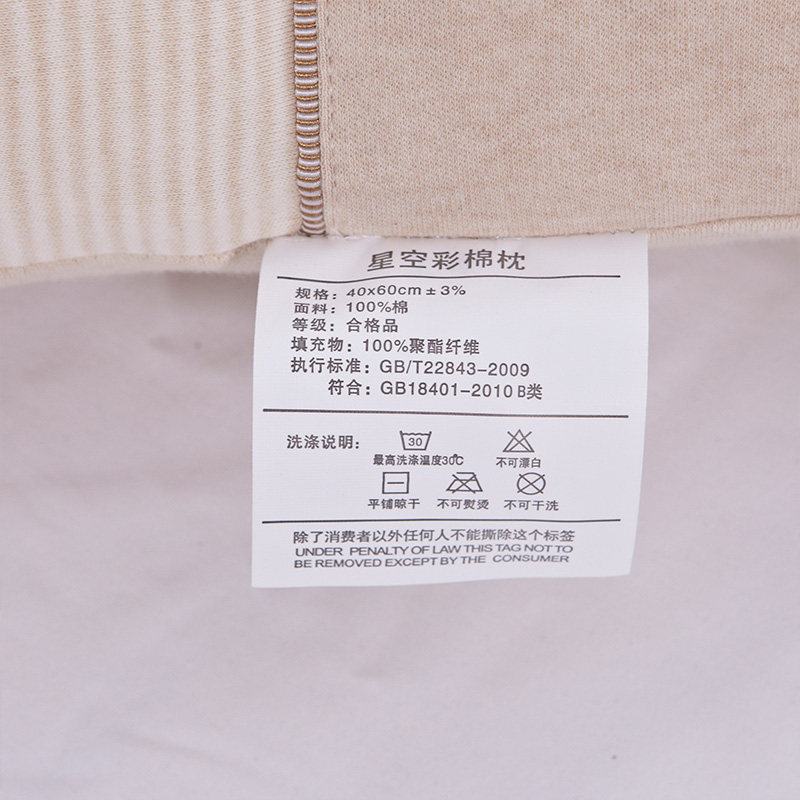 星空彩棉枕
规格: 40x60cm ± 3%
面料: 100%棉
等级: 合格品
填充物: 100%聚酯纤维
执行标准: GB/T22843-2009
符合: GB18401-2010 B类
洗涤说明:
30
最高洗涤温度30℃ 不可漂白
平铺晾干 不可熨烫 不可干洗
除了消费者以外任何人不能撕除这个标签
UNDER PENALTY OF LAW THIS TAG NOT TO
BE REMOVED EXCEPT BY THE CONSUMER